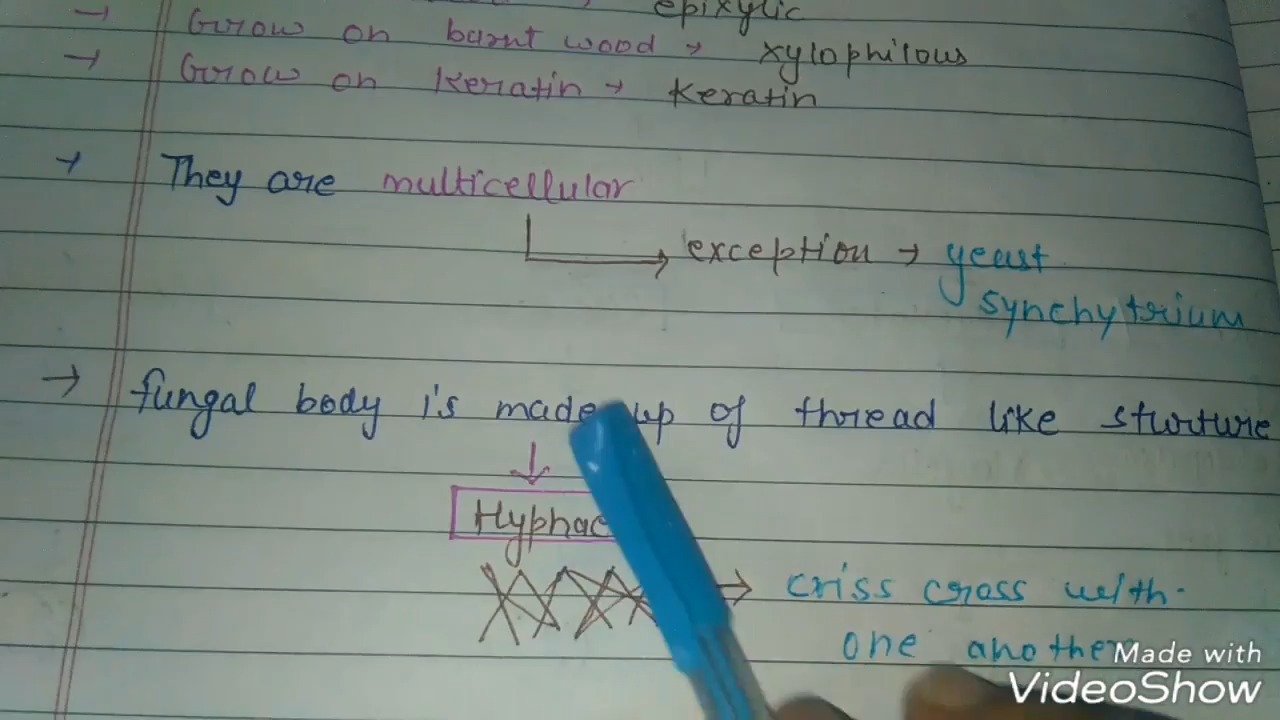 epixylic
→ Grow on burnt wood → xylophilous
→ Grow on Keratin → Keratin
→ They are multicellular
exception → yeast
synchytrium
→ fungal body is made up of thread like sturture
Hyphae
→ criss cross with
one another
Made with
VideoShow